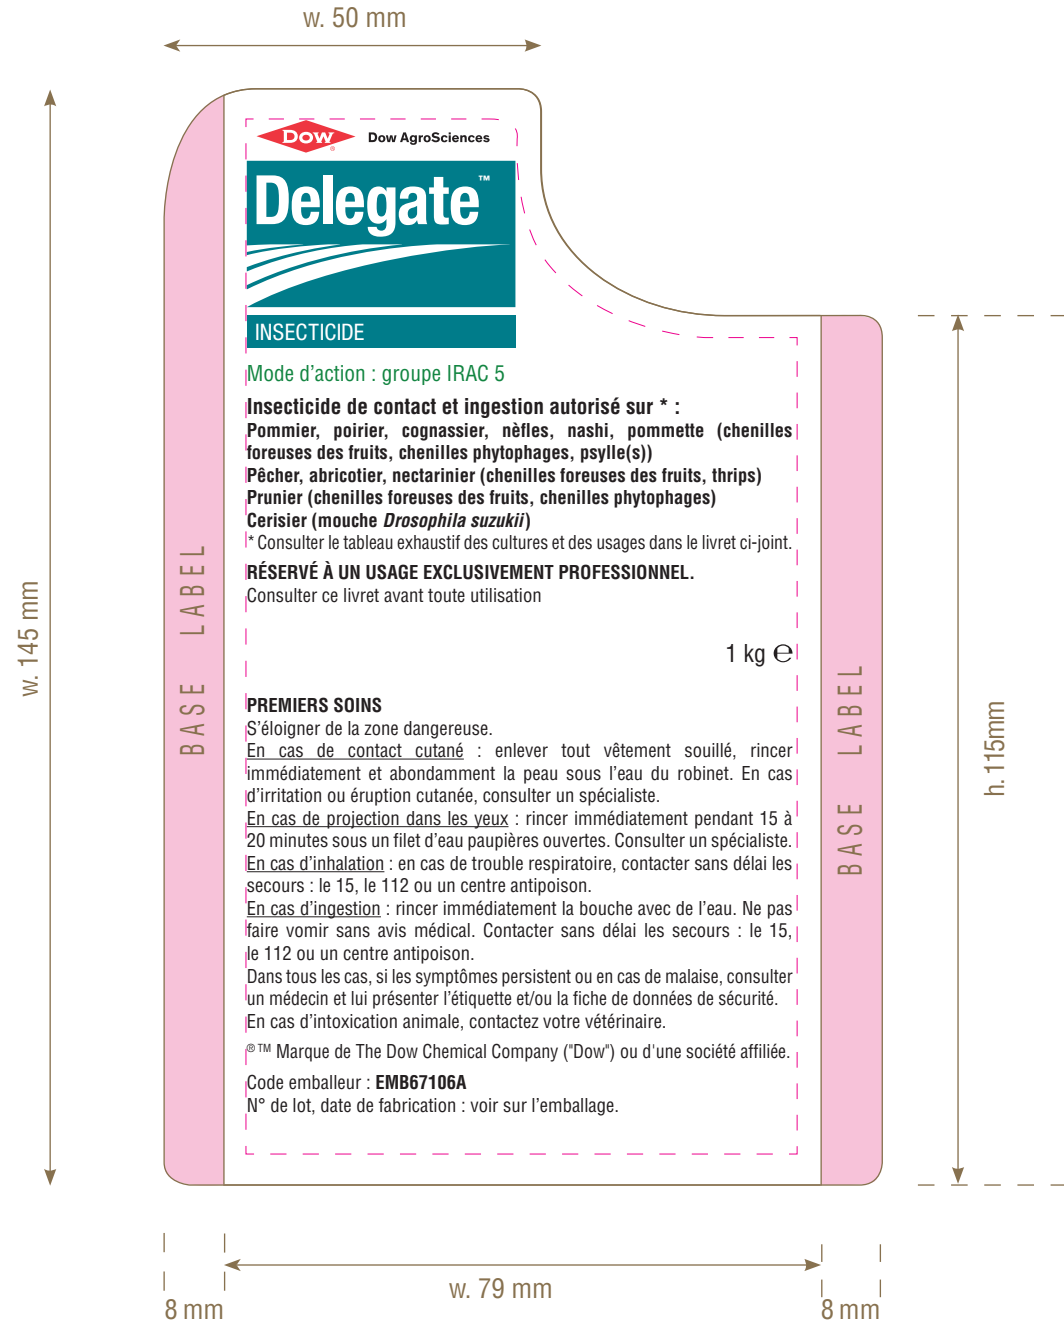 w. 50 mm
DOW
®
Dow AgroSciences
Delegate™
INSECTICIDE
Mode d’action : groupe IRAC 5
Insecticide de contact et ingestion autorisé sur * :
Pommier, poirier, cognassier, nèfles, nashi, pommette (chenilles
foreuses des fruits, chenilles phytophages, psylle(s))
Pêcher, abricotier, nectarinier (chenilles foreuses des fruits, thrips)
Prunier (chenilles foreuses des fruits, chenilles phytophages)
Cerisier (mouche Drosophila suzukii)
* Consulter le tableau exhaustif des cultures et des usages dans le livret ci-joint.
RÉSERVÉ À UN USAGE EXCLUSIVEMENT PROFESSIONNEL.
Consulter ce livret avant toute utilisation
1 kg ℮
PREMIERS SOINS
S’éloigner de la zone dangereuse.
En cas de contact cutané : enlever tout vêtement souillé, rincer
immédiatement et abondamment la peau sous l’eau du robinet. En cas
d’irritation ou éruption cutanée, consulter un spécialiste.
En cas de projection dans les yeux : rincer immédiatement pendant 15 à
20 minutes sous un filet d’eau paupières ouvertes. Consulter un spécialiste.
En cas d’inhalation : en cas de trouble respiratoire, contacter sans délai les
secours : le 15, le 112 ou un centre antipoison.
En cas d’ingestion : rincer immédiatement la bouche avec de l’eau. Ne pas
faire vomir sans avis médical. Contacter sans délai les secours : le 15,
le 112 ou un centre antipoison.
Dans tous les cas, si les symptômes persistent ou en cas de malaise, consulter
un médecin et lui présenter l’étiquette et/ou la fiche de données de sécurité.
En cas d’intoxication animale, contactez votre vétérinaire.
®™ Marque de The Dow Chemical Company ("Dow") ou d'une société affiliée.
Code emballeur : EMB67106A
N° de lot, date de fabrication : voir sur l’emballage.
w. 145 mm
BASE LABEL
BASE LABEL
h. 115mm
8 mm
w. 79 mm
8 mm